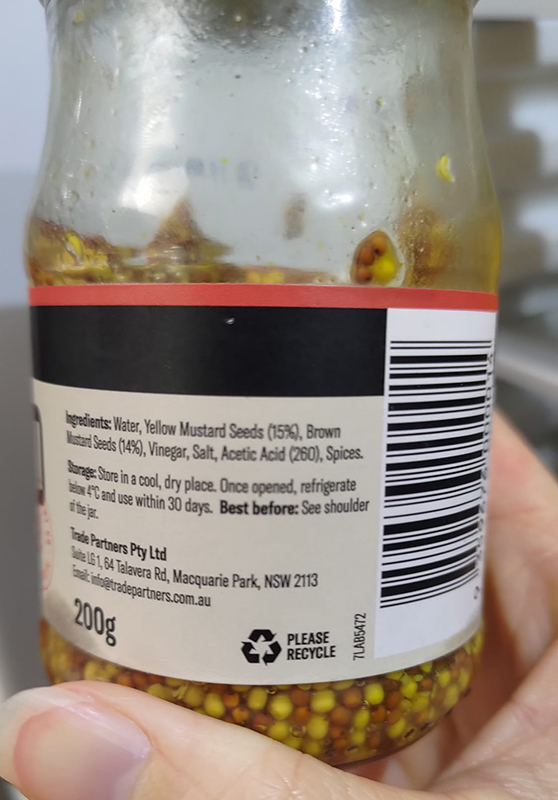 Ingredients: Water, Yellow Mustard Seeds (15%), Brown
Mustard Seeds (14%), Vinegar, Salt, Acetic Acid (260), Spices.
Storage: Store in a cool, dry place. Once opened, refrigerate
below 4°C and use within 30 days. Best before: See shoulder
of the jar.
Trade Partners Pty Ltd
Suite LG 1, 64 Talavera Rd, Macquarie Park, NSW 2113
Email: info@tradepartners.com.au
200g
PLEASE
RECYCLE
7LAB5472